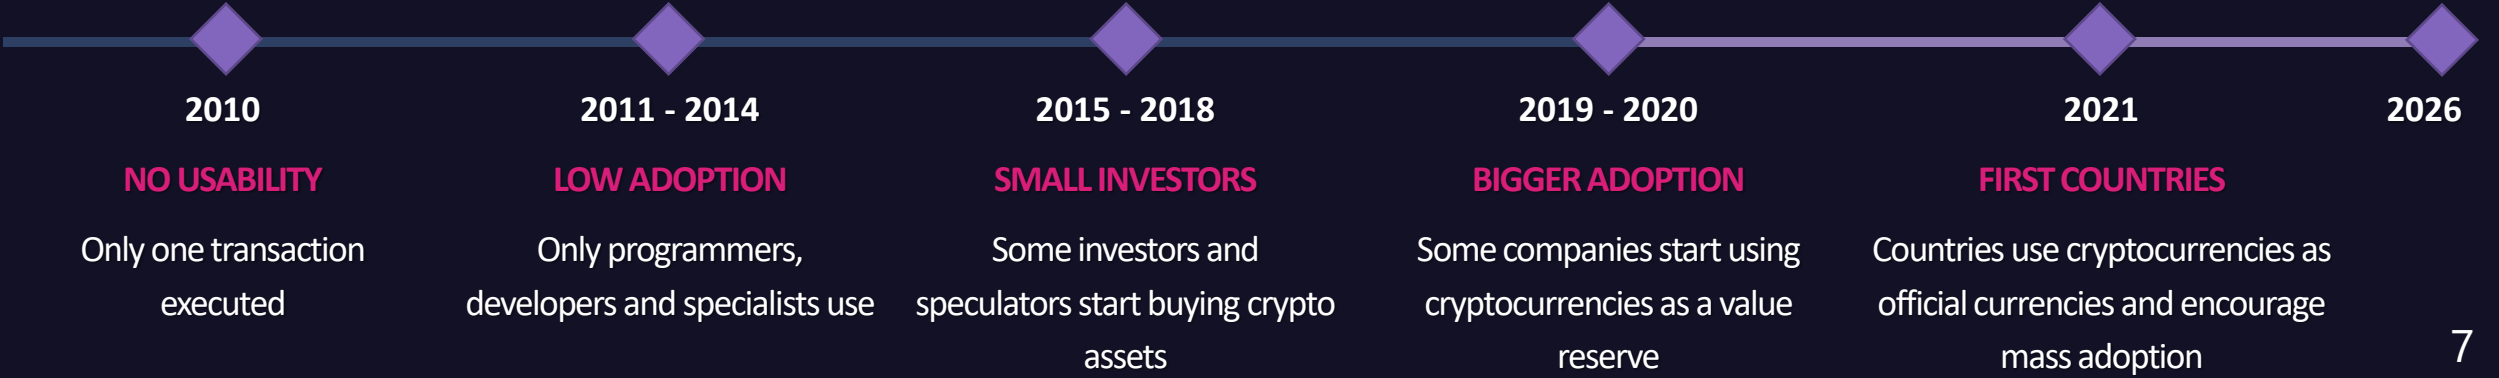 2010
NO USABILITY
Only one transaction
executed
2011 - 2014
LOW ADOPTION
Only programmers,
developers and specialists use
2015 - 2018
SMALL INVESTORS
Some investors and
speculators start buying crypto
assets
2019 - 2020
BIGGER ADOPTION
Some companies start using
cryptocurrencies as a value
reserve
2021
FIRST COUNTRIES
Countries use cryptocurrencies as
official currencies and encourage
mass adoption
2026
7